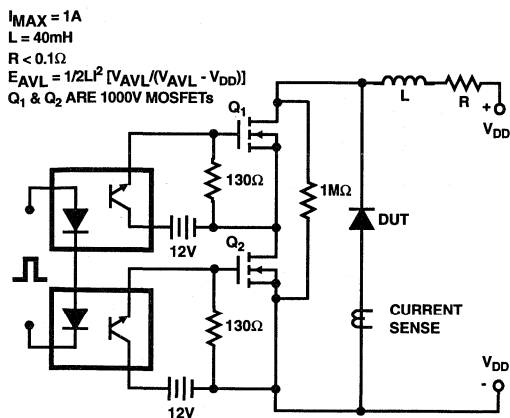 IMAX = 1A
L = 40mH
R < 0.1Ω
EAVL = 1/2LI² [VAVL/(VAVL - VDD)]
Q1 & Q2 ARE 1000V MOSFETs
Q1
L
R
+
VDD
130Ω
1MΩ
DUT
12V
Q2
CURRENT
SENSE
130Ω
VDD
-
12V